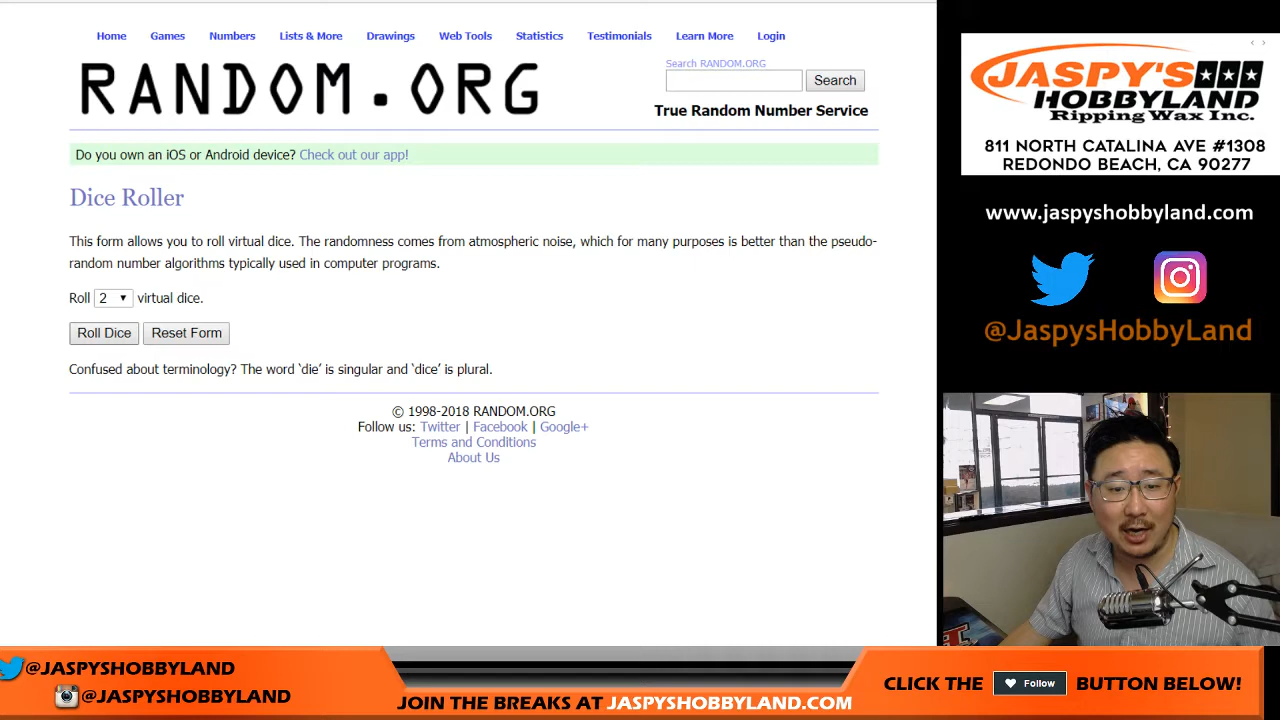 Home Games Numbers Lists & More Drawings Web Tools Statistics Testimonials Learn More Login
RANDOM.ORG
Search RANDOM.ORG
Search
True Random Number Service
Do you own an iOS or Android device? Check out our app!
Dice Roller
This form allows you to roll virtual dice. The randomness comes from atmospheric noise, which for many purposes is better than the pseudo-
random number algorithms typically used in computer programs.
Roll 2 virtual dice.
Roll Dice Reset Form
Confused about terminology? The word ‘die’ is singular and ‘dice’ is plural.
© 1998-2018 RANDOM.ORG
Follow us: Twitter | Facebook | Google+
Terms and Conditions
About Us
JASPY'S
HOBBYLAND
Ripping Wax Inc.
811 NORTH CATALINA AVE #1308
REDONDO BEACH, CA 90277
www.jaspyshobbyland.com
@JaspysHobbyLand
@JASPYSHOBBYLAND
@JASPYSHOBBYLAND
JOIN THE BREAKS AT JASPYSHOBBYLAND.COM
CLICK THE Follow BUTTON BELOW!